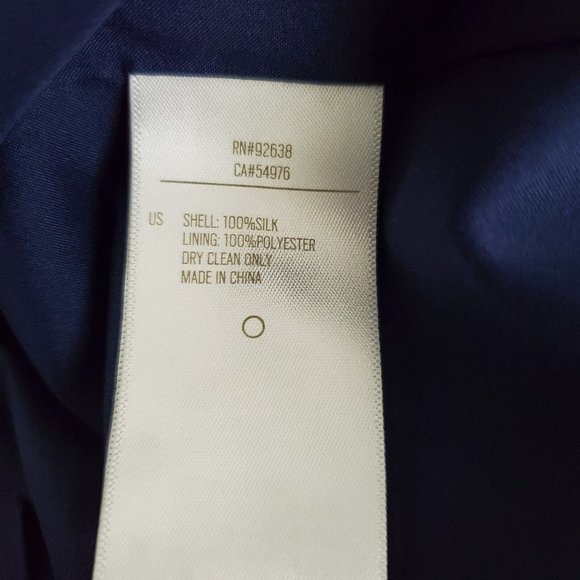 RN#92638
CA#54976
US SHELL: 100%SILK
LINING: 100%POLYESTER
DRY CLEAN ONLY
MADE IN CHINA